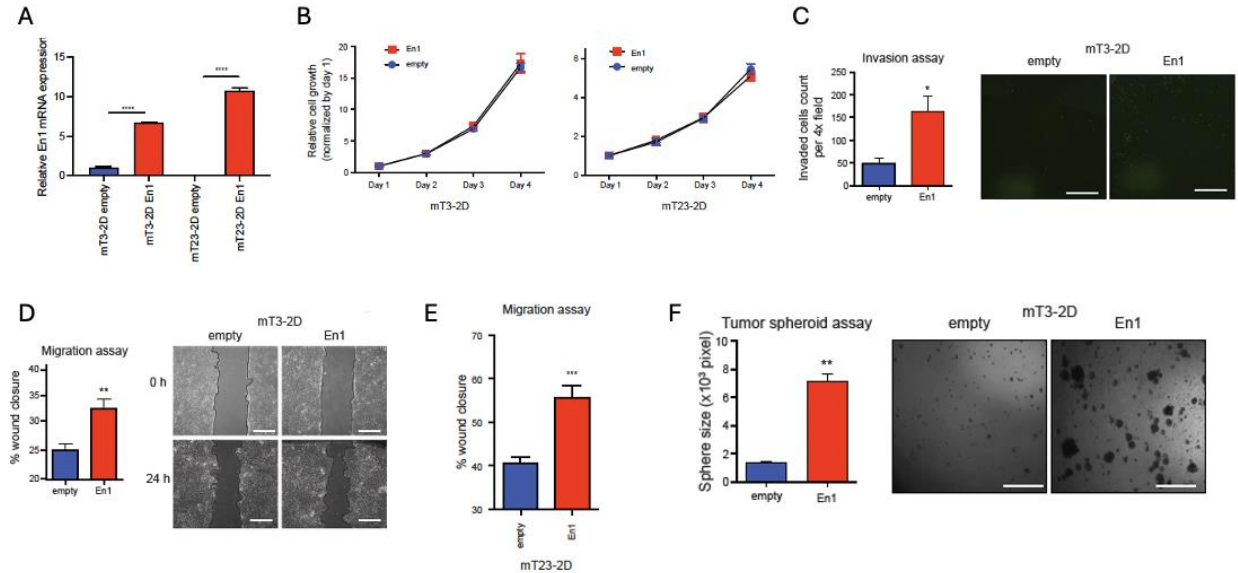 A
Relative En1 mRNA expression
15
10
5
0
****
****
mT3-2D empty
mT3-2D En1
mT23-2D empty
mT23-2D En1
B
Relative cell growth
(normalized by day 1)
20
15
10
5
0
En1
empty
Day 1 Day 2 Day 3 Day 4
mT3-2D
6
4
2
0
En1
empty
Day 1 Day 2 Day 3 Day 4
mT23-2D
C
Invasion assay
Invaded cells count
per 4x field
250
200
150
100
50
0
*
empty En1
mT3-2D
empty En1
D
Migration assay
% wound closure
40
35
30
25
20
**
empty En1
mT3-2D
empty En1
0 h
24 h
E
Migration assay
% wound closure
70
60
50
40
30
***
empty
En1
mT23-2D
F
Tumor spheroid assay
Sphere size (x10³ pixel)
10
8
6
4
2
0
**
empty En1
mT3-2D
empty En1